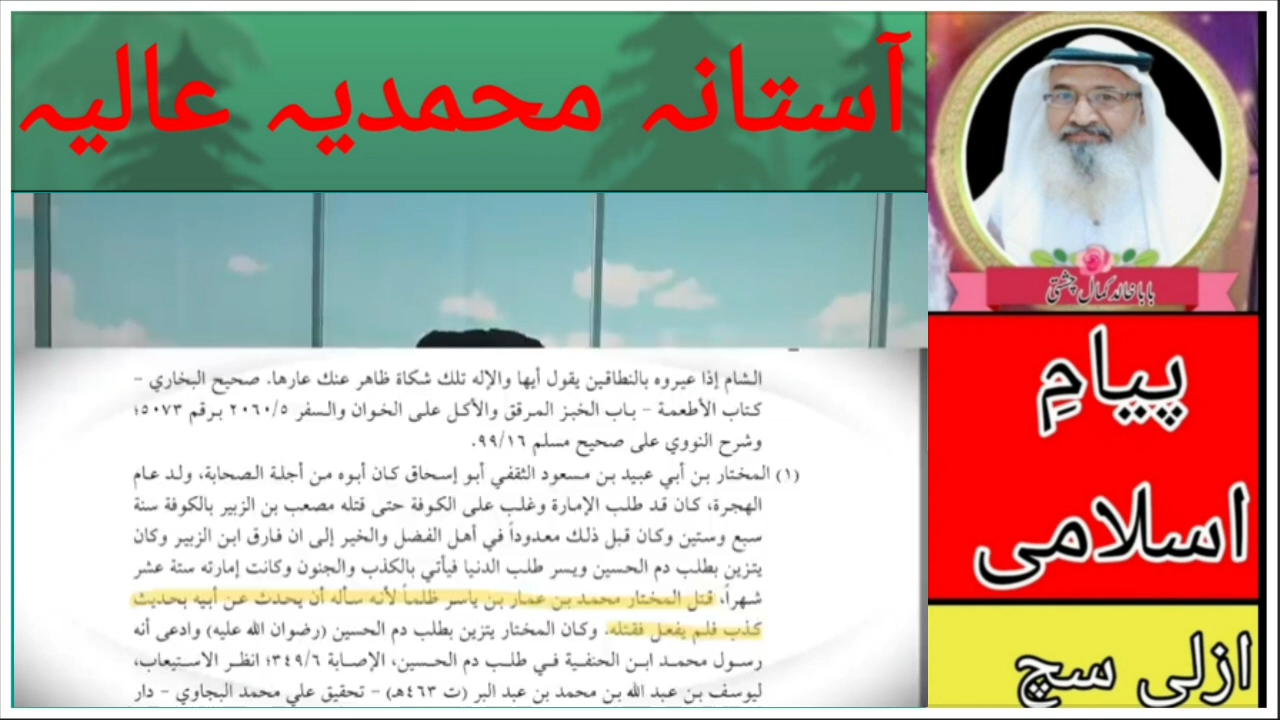 آستانہ محمدیہ عالیہ
بابا خالد کمال چشتی
پیامِ
اسلامی
ازلی سچ
الشام إذا عيروه بالنطاقين يقول أيها والإله تلك شكاة ظاهر عنك عارها. صحيح البخاري -
كتاب الأطعمة - باب الخبز المرقق والأكل على الخوان والسفر ٢٠٦٠/٥ برقم ٥٠٧٣؛
وشرح النووي على صحيح مسلم ٩٩/١٦.
(١) المختار بن أبي عبيد بن مسعود الثقفي أبو إسحاق كان أبوه من أجلة الصحابة، ولد عام
الهجرة، كان قد طلب الإمارة وغلب على الكوفة حتى قتله مصعب بن الزبير بالكوفة سنة
سبع وستين وكان قبل ذلك معدوداً في أهل الفضل والخير إلى ان فارق ابن الزبير وكان
يتزين بطلب دم الحسين ويسر طلب الدنيا فيأتي بالكذب والجنون وكانت إمارته ستة عشر
شهراً، قتل المختار محمد بن عمار بن ياسر ظلماً لأنه سأله أن يحدث عن أبيه بحديث
كذب فلم يفعل فقتله. وكان المختار يتزين بطلب دم الحسين (رضوان الله عليه) وادعى أنه
رسول محمد ابن الحنفية في طلب دم الحسين، الإصابة ٣٤٩/٦؛ انظر الاستيعاب،
ليوسف بن عبد الله بن محمد بن عبد البر (ت ٤٦٣هـ) - تحقيق علي محمد البجاوي - دار